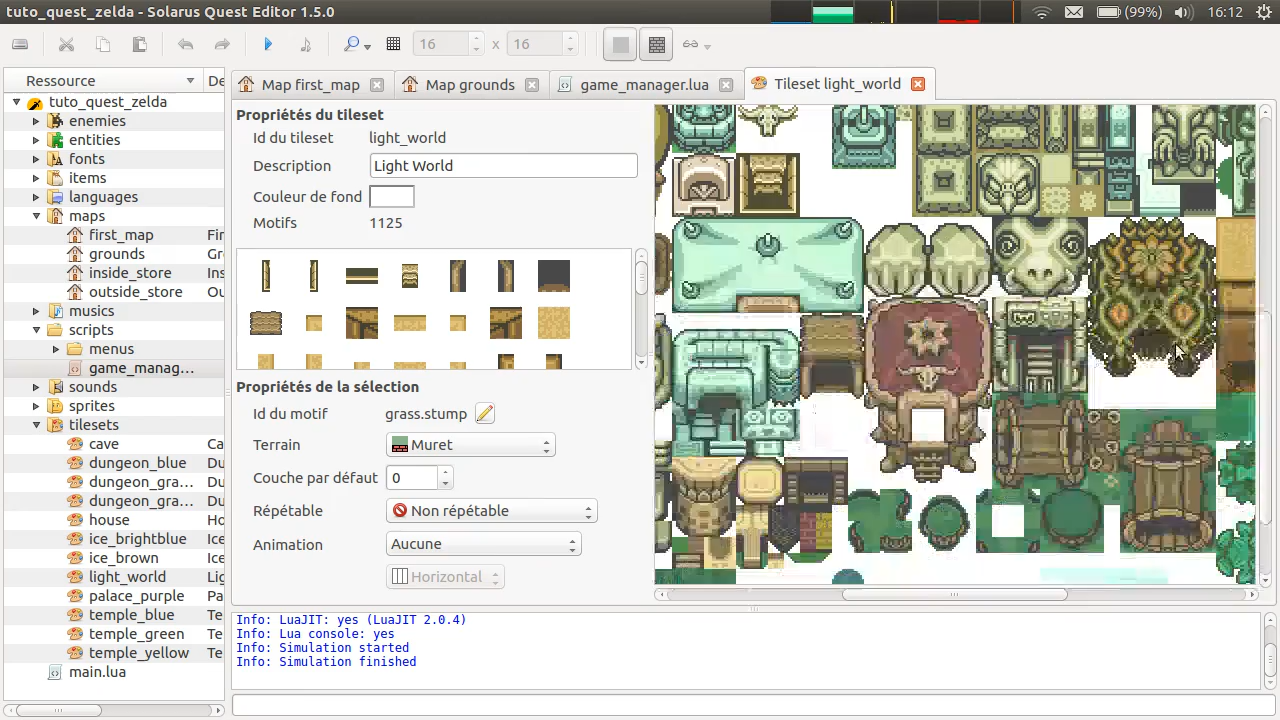 tuto_quest_zelda - Solarus Quest Editor 1.5.0
(99%)
16:12
16
x
16
Ressource
De
tuto_quest_zelda
enemies
entities
fonts
items
languages
maps
first_map
Fir
grounds
Gr
inside_store
Ins
outside_store
Ou
musics
scripts
menus
game_manag...
sounds
sprites
tilesets
cave
Ca
dungeon_blue
Du
dungeon_gra...
Du
dungeon_gra...
Du
house
Ho
ice_brightblue
Ice
ice_brown
Ice
light_world
Lig
palace_purple
Pa
temple_blue
Te
temple_green
Te
temple_yellow
Te
main.lua
Map first_map
Map grounds
game_manager.lua
Tileset light_world
Propriétés du tileset
Id du tileset
light_world
Description
Light World
Couleur de fond
Motifs
1125
Propriétés de la sélection
Id du motif
grass.stump
Terrain
Muret
Couche par défaut
0
Répétable
Non répétable
Animation
Aucune
Horizontal
Info: LuaJIT: yes (LuaJIT 2.0.4)
Info: Lua console: yes
Info: Simulation started
Info: Simulation finished